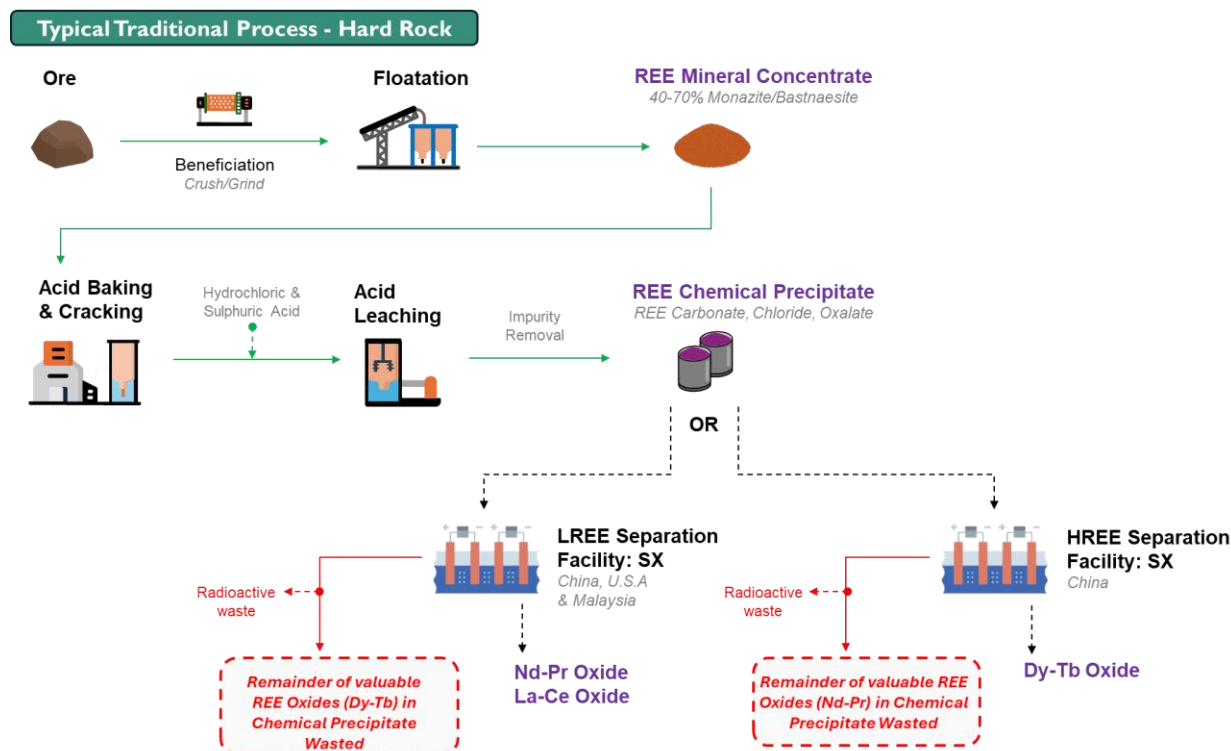 Typical Traditional Process - Hard Rock
Ore
Beneficiation
Crush/Grind
Floatation
REE Mineral Concentrate
40-70% Monazite/Bastnaesite
Acid Baking
& Cracking
Hydrochloric &
Sulphuric Acid
Acid
Leaching
Impurity
Removal
REE Chemical Precipitate
REE Carbonate, Chloride, Oxalate
OR
+ - + -
LREE Separation
Facility: SX
China, U.S.A
& Malaysia
Radioactive
waste
Remainder of valuable
REE Oxides (Dy-Tb) in
Chemical Precipitate
Wasted
Nd-Pr Oxide
La-Ce Oxide
+ - + -
HREE Separation
Facility: SX
China
Radioactive
waste
Remainder of valuable REE
Oxides (Nd-Pr) in Chemical
Precipitate Wasted
Dy-Tb Oxide